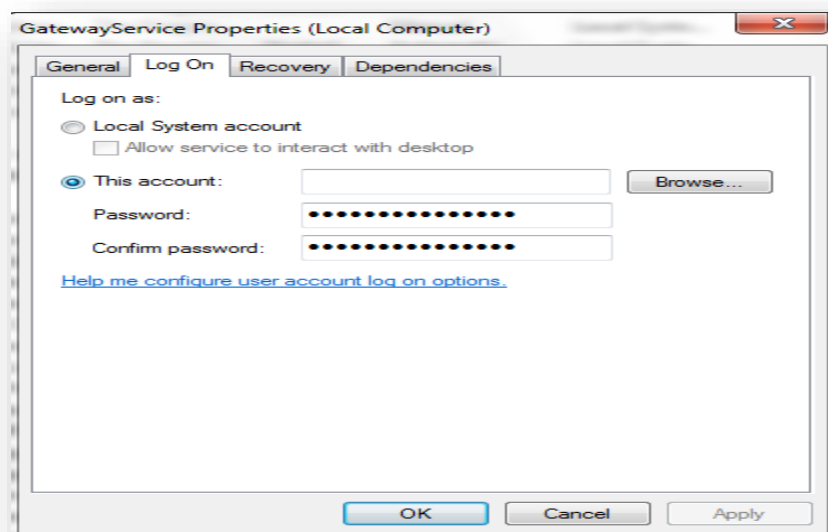 GatewayService Properties (Local Computer)
General Log On Recovery Dependencies
Log on as:
Local System account
Allow service to interact with desktop
This account: Browse...
Password: •••••••••••••••
Confirm password: •••••••••••••••
Help me configure user account log on options.
OK Cancel Apply